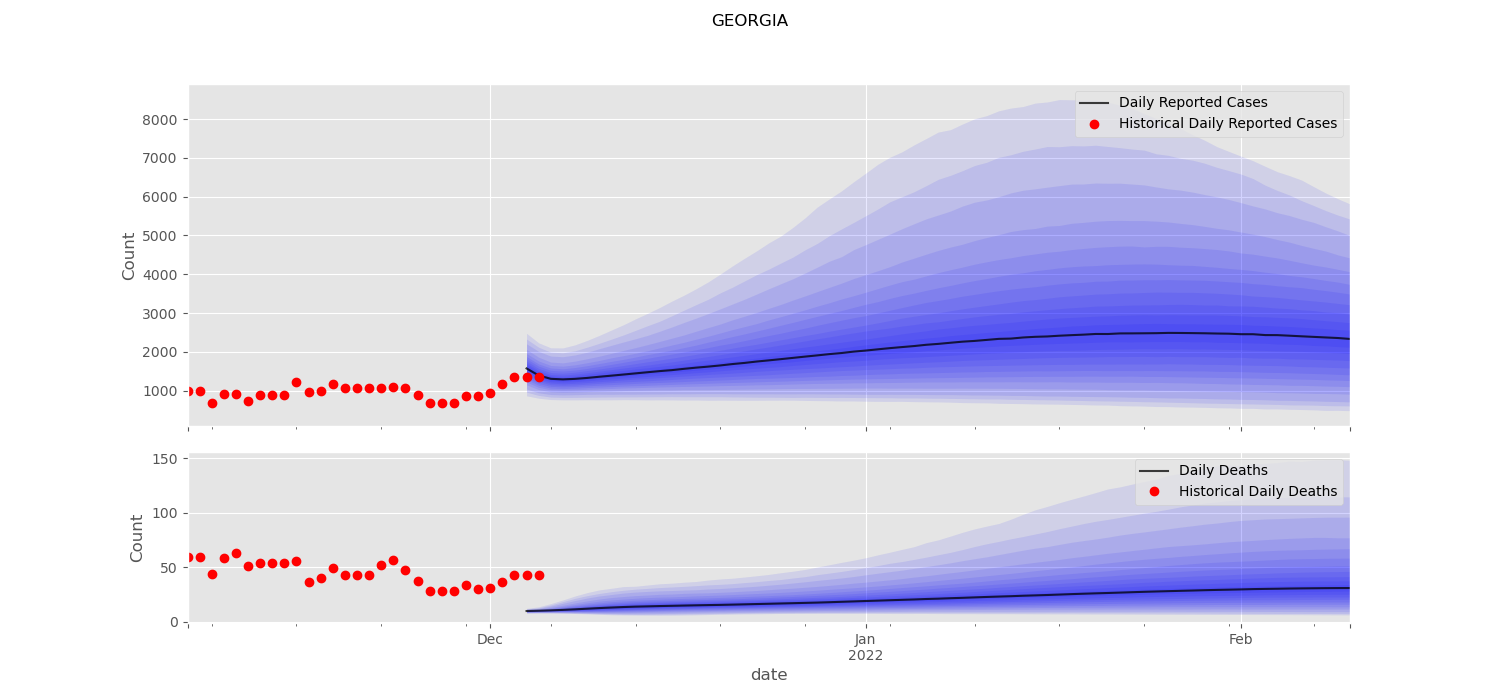 GEORGIA
Daily Reported Cases
Historical Daily Reported Cases
8000
7000
6000
5000
4000
3000
2000
1000
Count
Daily Deaths
Historical Daily Deaths
150
100
50
0
Count
Dec
Jan
2022
Feb
date